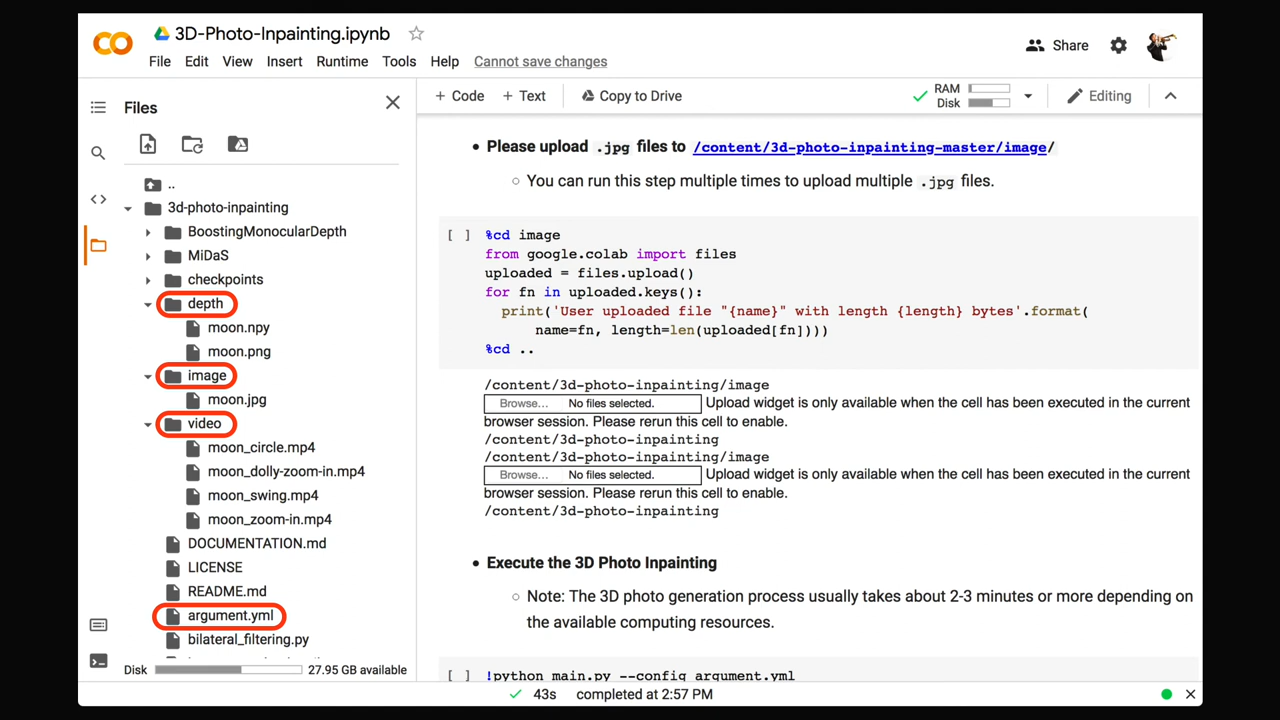 3D-Photo-Inpainting.ipynb
File Edit View Insert Runtime Tools Help Cannot save changes
Share
Files
+ Code + Text Copy to Drive
RAM
Disk
Editing
..
3d-photo-inpainting
BoostingMonocularDepth
MiDaS
checkpoints
depth
moon.npy
moon.png
image
moon.jpg
video
moon_circle.mp4
moon_dolly-zoom-in.mp4
moon_swing.mp4
moon_zoom-in.mp4
DOCUMENTATION.md
LICENSE
README.md
argument.yml
bilateral_filtering.py
Disk 27.95 GB available
• Please upload .jpg files to /content/3d-photo-inpainting-master/image/
○ You can run this step multiple times to upload multiple .jpg files.
[ ] %cd image
from google.colab import files
uploaded = files.upload()
for fn in uploaded.keys():
print('User uploaded file "{name}" with length {length} bytes'.format(
name=fn, length=len(uploaded[fn])))
%cd ..
/content/3d-photo-inpainting/image
Browse... No files selected. Upload widget is only available when the cell has been executed in the current
browser session. Please rerun this cell to enable.
/content/3d-photo-inpainting
/content/3d-photo-inpainting/image
Browse... No files selected. Upload widget is only available when the cell has been executed in the current
browser session. Please rerun this cell to enable.
/content/3d-photo-inpainting
• Execute the 3D Photo Inpainting
○ Note: The 3D photo generation process usually takes about 2-3 minutes or more depending on
the available computing resources.
[ ] !python main.py --config argument.yml
43s completed at 2:57 PM